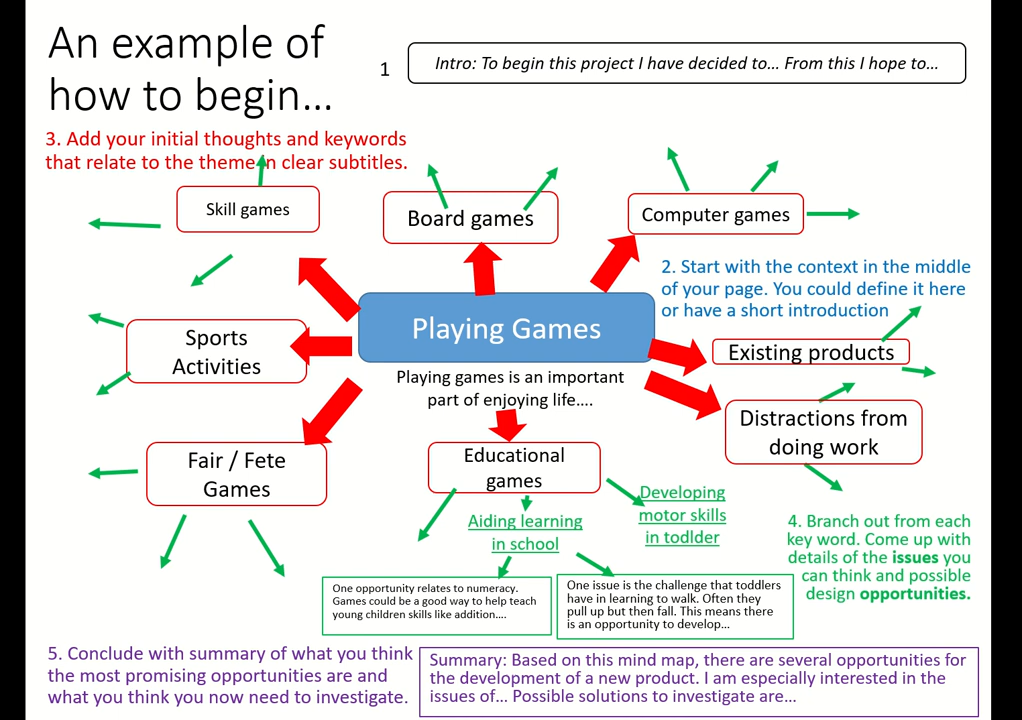 An example of
how to begin...
1
Intro: To begin this project I have decided to... From this I hope to...
3. Add your initial thoughts and keywords
that relate to the theme in clear subtitles.
Skill games
Board games
Computer games
2. Start with the context in the middle
of your page. You could define it here
or have a short introduction
Playing Games
Playing games is an important
part of enjoying life....
Sports
Activities
Existing products
Distractions from
doing work
Fair / Fete
Games
Educational
games
Aiding learning
in school
Developing
motor skills
in todlder
4. Branch out from each
key word. Come up with
details of the issues you
can think and possible
design opportunities.
One opportunity relates to numeracy.
Games could be a good way to help teach
young children skills like addition....
One issue is the challenge that toddlers
have in learning to walk. Often they
pull up but then fall. This means there
is an opportunity to develop...
5. Conclude with summary of what you think
the most promising opportunities are and
what you think you now need to investigate.
Summary: Based on this mind map, there are several opportunities for
the development of a new product. I am especially interested in the
issues of... Possible solutions to investigate are...